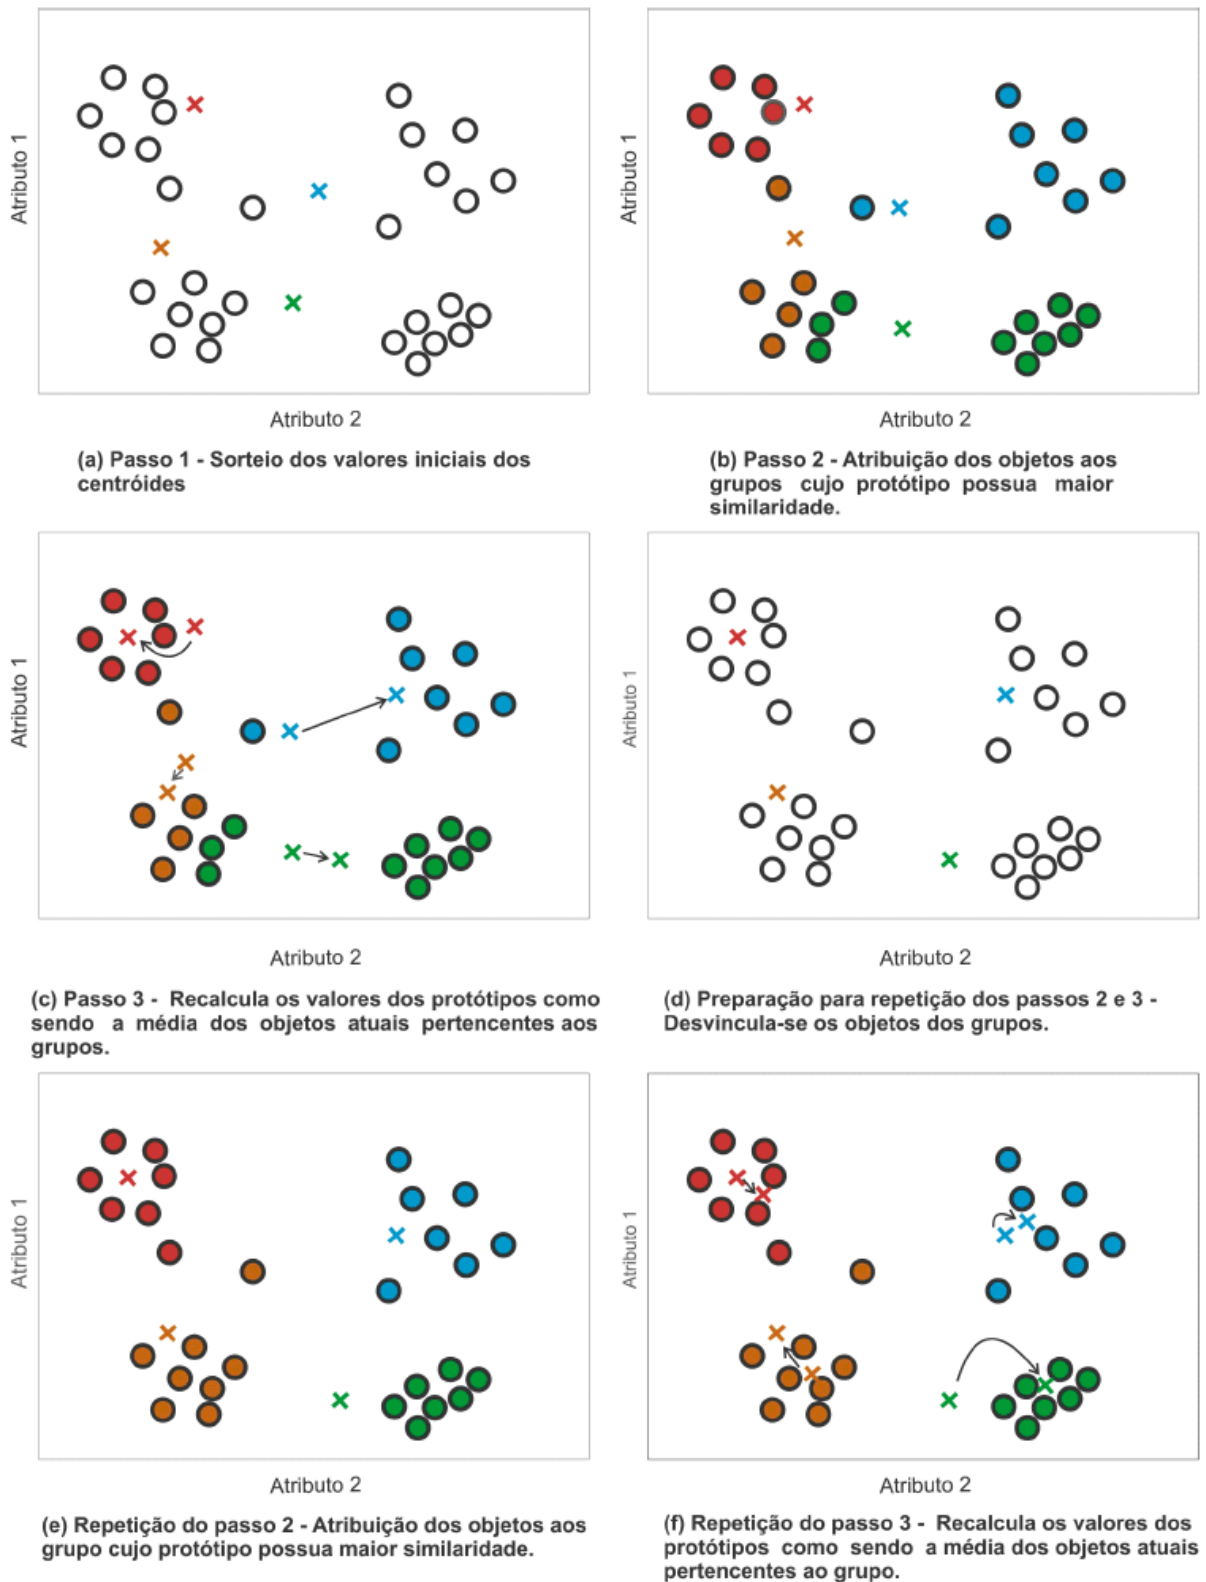 Atributo 1
Atributo 2
(a) Passo 1 - Sorteio dos valores iniciais dos
centróides
Atributo 1
Atributo 2
(b) Passo 2 - Atribuição dos objetos aos
grupos cujo protótipo possua maior
similaridade.
Atributo 1
Atributo 2
(c) Passo 3 - Recalcula os valores dos protótipos como
sendo a média dos objetos atuais pertencentes aos
grupos.
Atributo 1
Atributo 2
(d) Preparação para repetição dos passos 2 e 3 -
Desvincula-se os objetos dos grupos.
Atributo 1
Atributo 2
(e) Repetição do passo 2 - Atribuição dos objetos aos
grupo cujo protótipo possua maior similaridade.
Atributo 1
Atributo 2
(f) Repetição do passo 3 - Recalcula os valores dos
protótipos como sendo a média dos objetos atuais
pertencentes ao grupo.